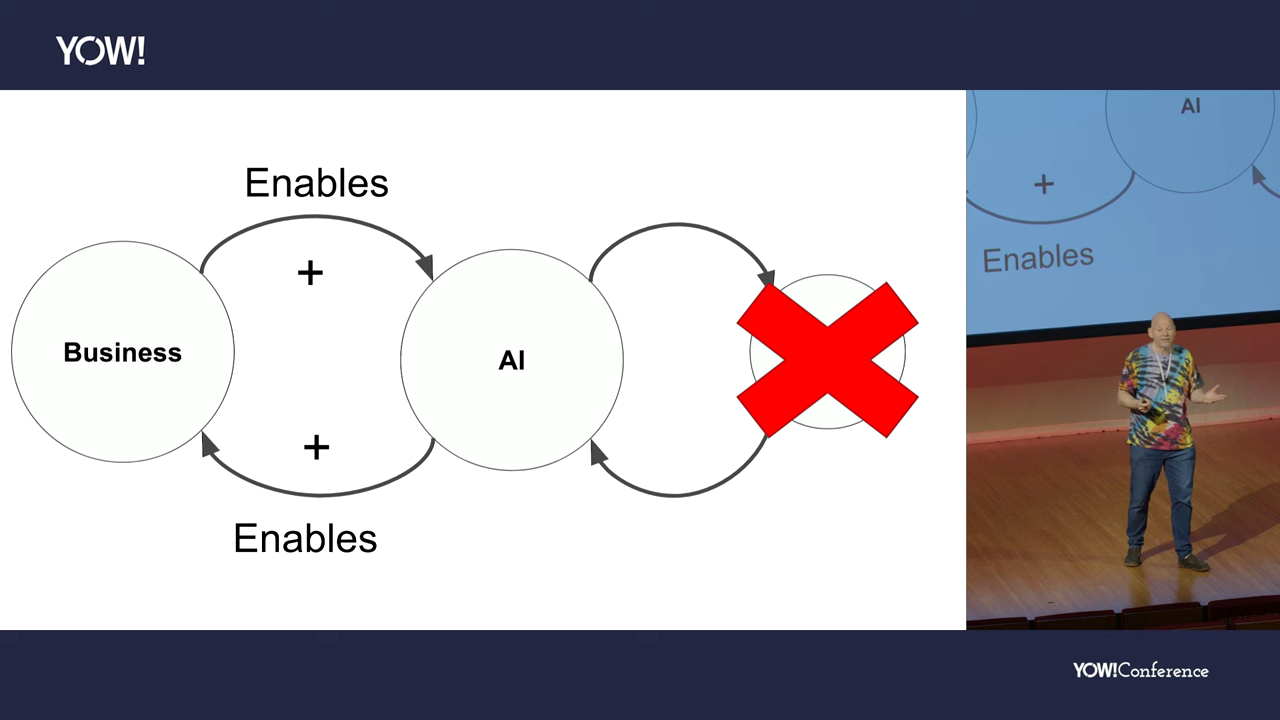 YOW!
Enables
+
Business
AI
+
Enables
AI
+
Enables
YOW!Conference